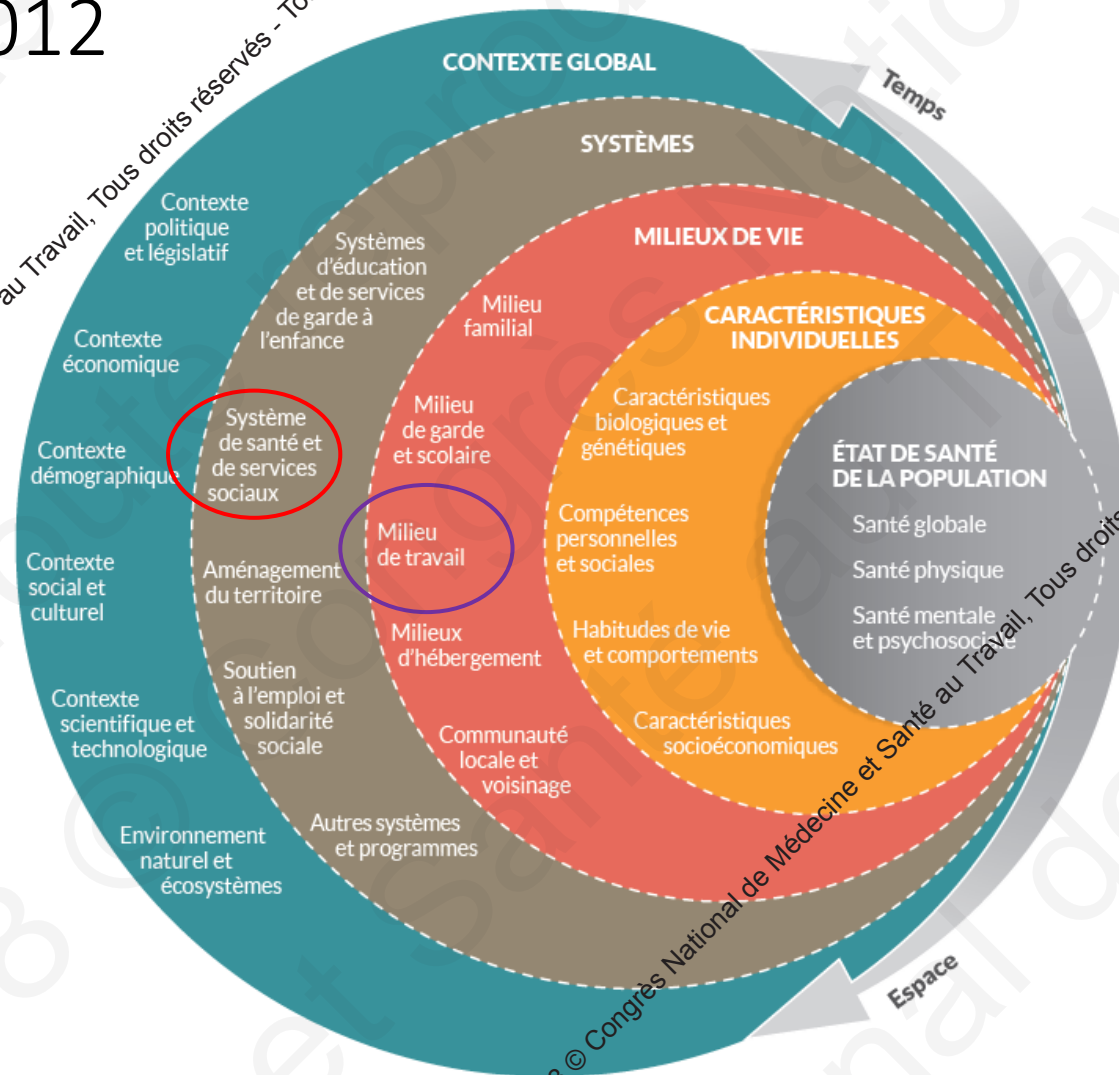 012
CONTEXTE GLOBAL
Temps
SYSTÈMES
MILIEUX DE VIE
CARACTÉRISTIQUES
INDIVIDUELLES
ÉTAT DE SANTÉ
DE LA POPULATION
Santé globale
Santé physique
Santé mentale
et psychosociale
Contexte
politique
et législatif
Contexte
économique
Contexte
démographique
Contexte
social et
culturel
Contexte
scientifique et
technologique
Environnement
naturel et
écosystèmes
Systèmes
d'éducation
et de services
de garde à
l'enfance
Système
de santé et
de services
sociaux
Aménagement
du territoire
Soutien
à l'emploi et
solidarité
sociale
Autres systèmes
et programmes
Milieu
familial
Milieu
de garde
et scolaire
Milieu
de travail
Milieux
d'hébergement
Communauté
locale et
voisinage
Caractéristiques
biologiques et
génétiques
Compétences
personnelles
et sociales
Habitudes de vie
et comportements
Caractéristiques
socioéconomiques
Espace
au Travail, Tous droits réservés - To
8 © Congrès National de Médecine et Santé au Travail, Tous droits